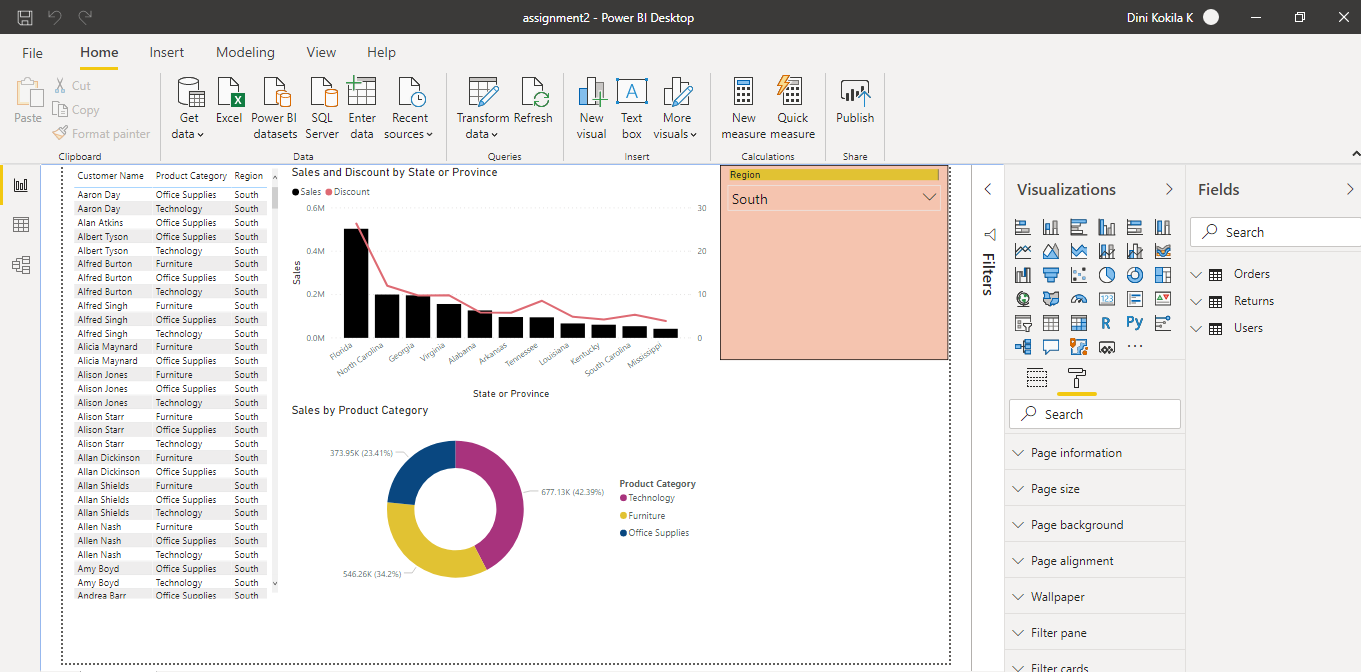 assignment2 - Power BI Desktop
Dini Kokila K
File Home Insert Modeling View Help
Paste
Cut
Copy
Format painter
Clipboard
Get data
Excel
Power BI datasets
SQL Server
Enter data
Recent sources
Data
Transform data
Refresh
Queries
New visual
Text box
More visuals
Insert
New measure
Quick measure
Calculations
Publish
Share
Customer Name Product Category Region
Aaron Day Office Supplies South
Aaron Day Technology South
Alan Atkins Office Supplies South
Albert Tyson Office Supplies South
Albert Tyson Technology South
Alfred Burton Furniture South
Alfred Burton Office Supplies South
Alfred Burton Technology South
Alfred Singh Furniture South
Alfred Singh Office Supplies South
Alfred Singh Technology South
Alicia Maynard Furniture South
Alicia Maynard Office Supplies South
Alison Jones Furniture South
Alison Jones Office Supplies South
Alison Jones Technology South
Alison Starr Furniture South
Alison Starr Office Supplies South
Alison Starr Technology South
Allan Dickinson Furniture South
Allan Dickinson Office Supplies South
Allan Shields Furniture South
Allan Shields Office Supplies South
Allan Shields Technology South
Allen Nash Furniture South
Allen Nash Office Supplies South
Allen Nash Technology South
Amy Boyd Office Supplies South
Amy Boyd Technology South
Andrea Barr Office Supplies South
Sales and Discount by State or Province
Sales Discount
0.6M
0.4M
0.2M
0.0M
Sales
30
20
10
0
Florida
North Carolina
Georgia
Virginia
Alabama
Arkansas
Tennessee
Louisiana
Kentucky
South Carolina
Mississippi
State or Province
Sales by Product Category
373.95K (23.41%)
677.13K (42.39%)
546.26K (34.2%)
Product Category
Technology
Furniture
Office Supplies
Region
South
Filters
Visualizations
123
R
Py
Search
Page information
Page size
Page background
Page alignment
Wallpaper
Filter pane
Filter cards
Fields
Search
Orders
Returns
Users